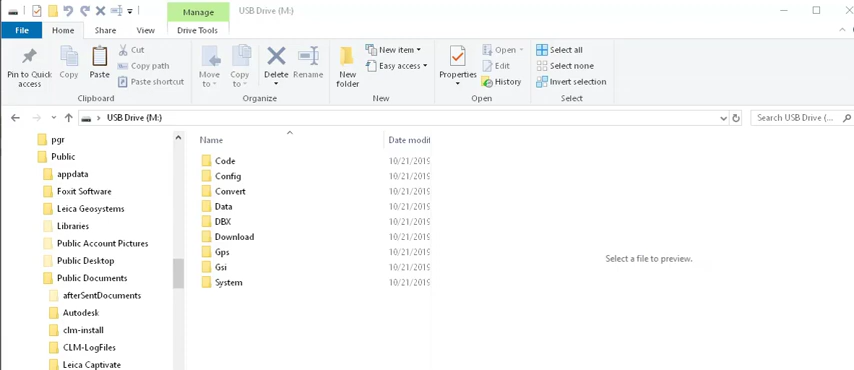 Manage
USB Drive (M:)
File
Home
Share
View
Drive Tools
Pin to Quick access
Copy
Paste
Cut
Copy path
Paste shortcut
Clipboard
Move to
Copy to
Delete
Rename
Organize
New folder
New item
Easy access
New
Properties
Open
Edit
History
Open
Select all
Select none
Invert selection
Select
USB Drive (M:)
Search USB Drive (...
pgr
Public
appdata
Foxit Software
Leica Geosystems
Libraries
Public Account Pictures
Public Desktop
Public Documents
afterSentDocuments
Autodesk
clm-install
CLM-LogFiles
Leica Captivate
Name
Date modif
Code
10/21/2019
Config
10/21/2019
Convert
10/21/2019
Data
10/21/2019
DBX
10/21/2019
Download
10/21/2019
Gps
10/21/2019
Gsi
10/21/2019
System
10/21/2019
Select a file to preview.